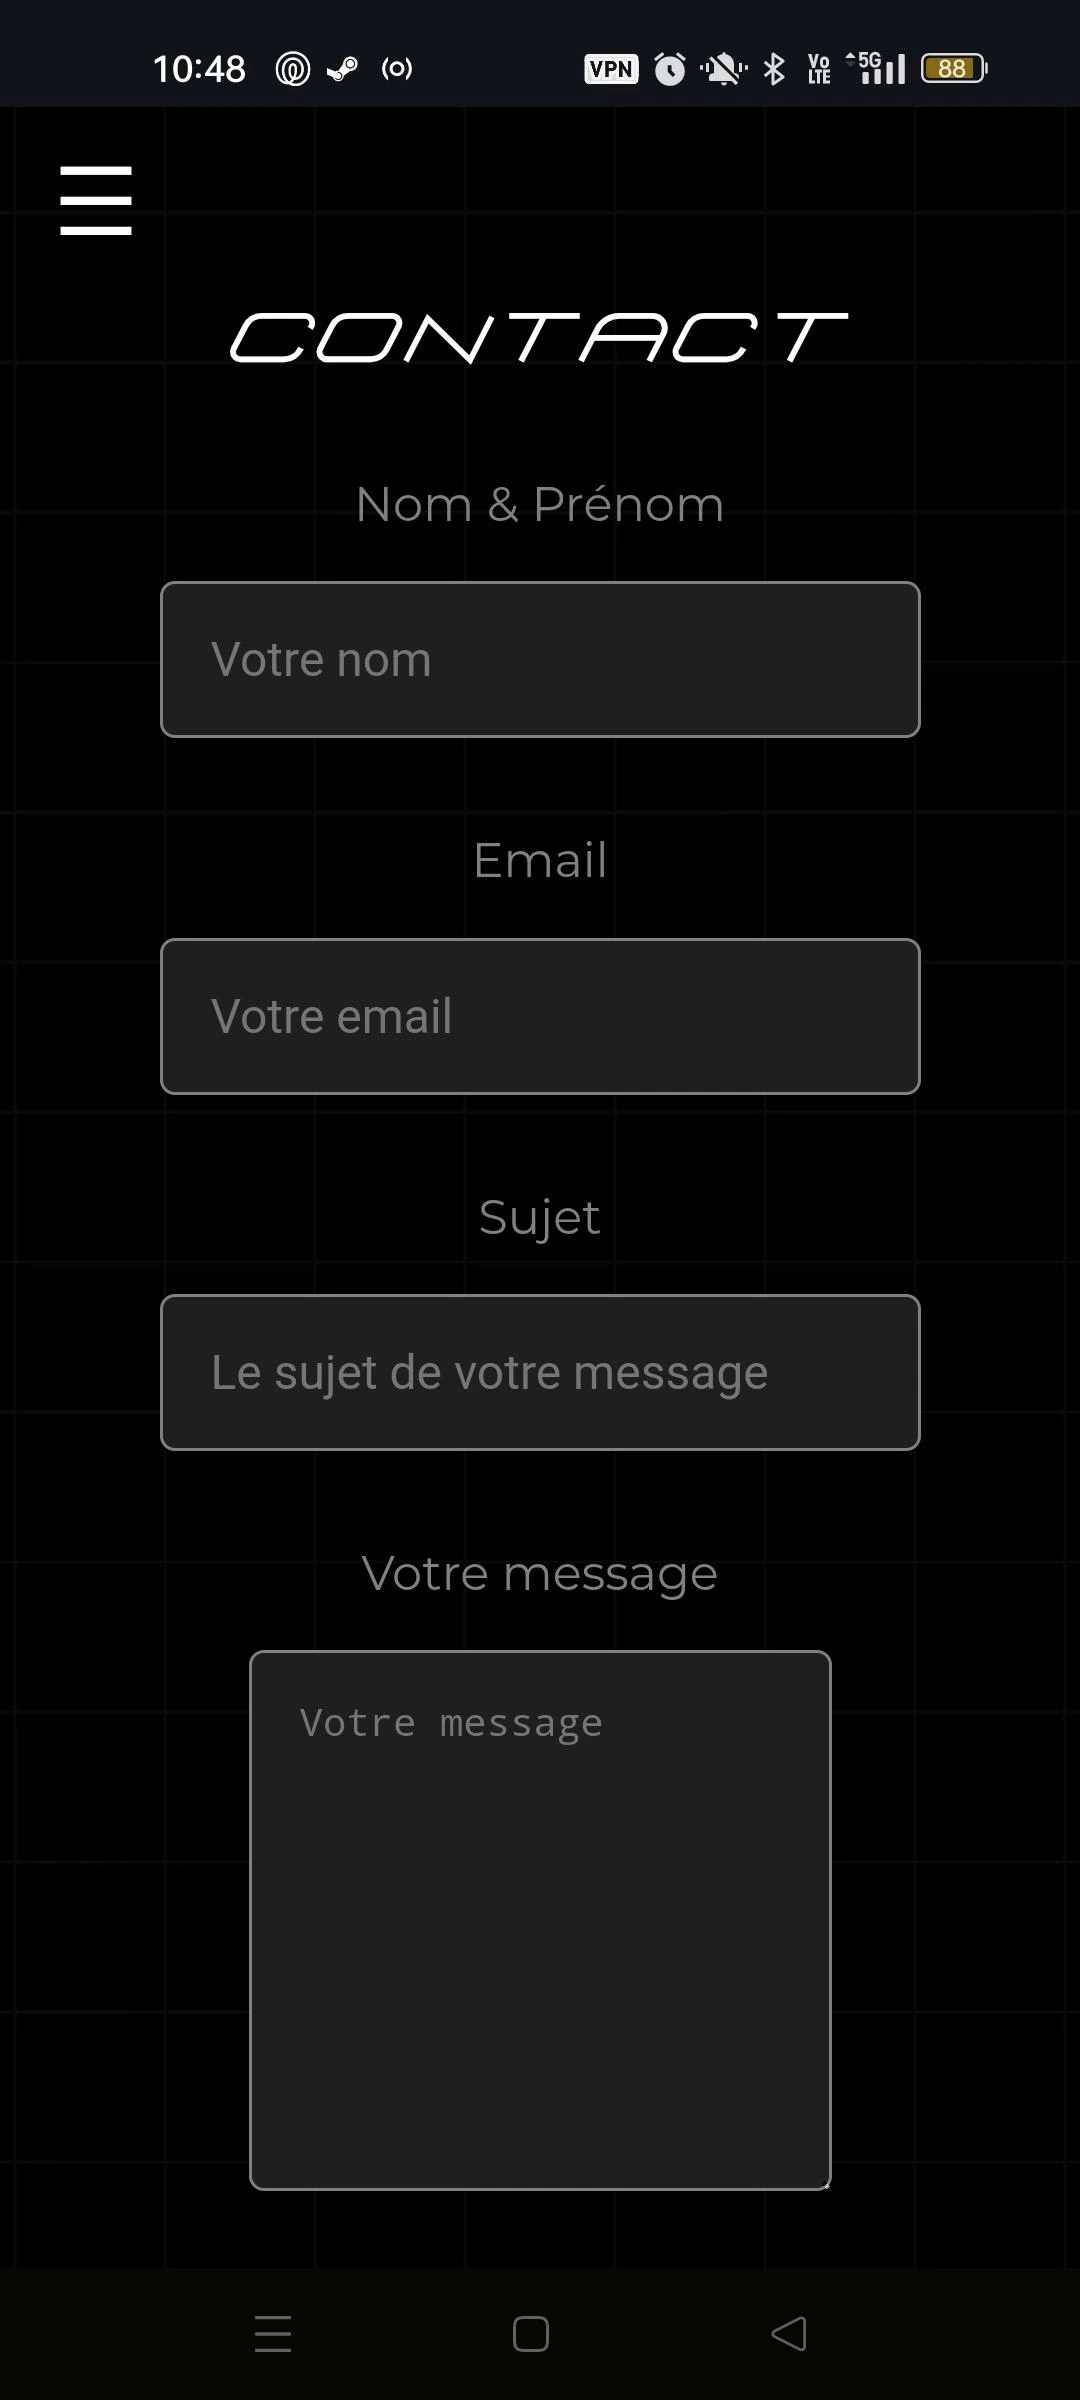 10:48 VPN Vo LTE 5G 88
CONTACT
Nom & Prénom
Votre nom
Email
Votre email
Sujet
Le sujet de votre message
Votre message
Votre message